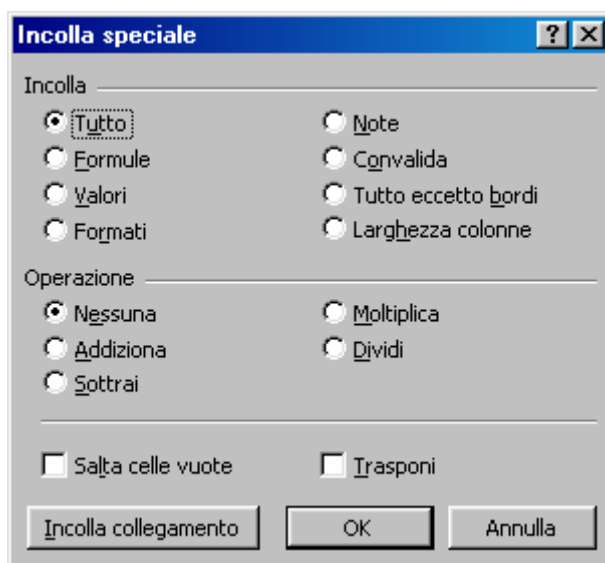 Incolla speciale
Incolla
Tutto
Note
Formule
Convalida
Valori
Tutto eccetto bordi
Formati
Larghezza colonne
Operazione
Nessuna
Moltiplica
Addiziona
Dividi
Sottrai
Salta celle vuote
Trasponi
Incolla collegamento
OK
Annulla